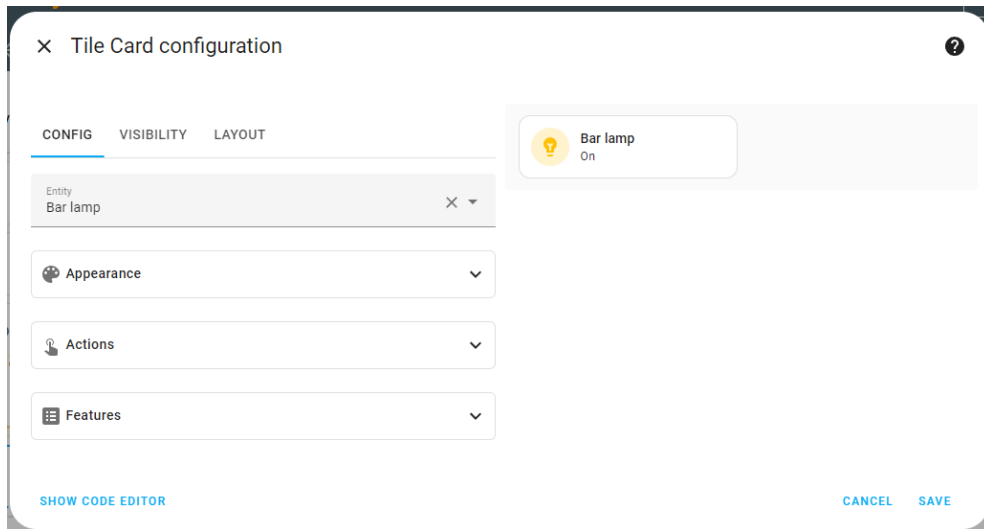 Tile Card configuration
CONFIG VISIBILITY LAYOUT
Entity
Bar lamp
Appearance
Actions
Features
Bar lamp
On
SHOW CODE EDITOR
CANCEL SAVE